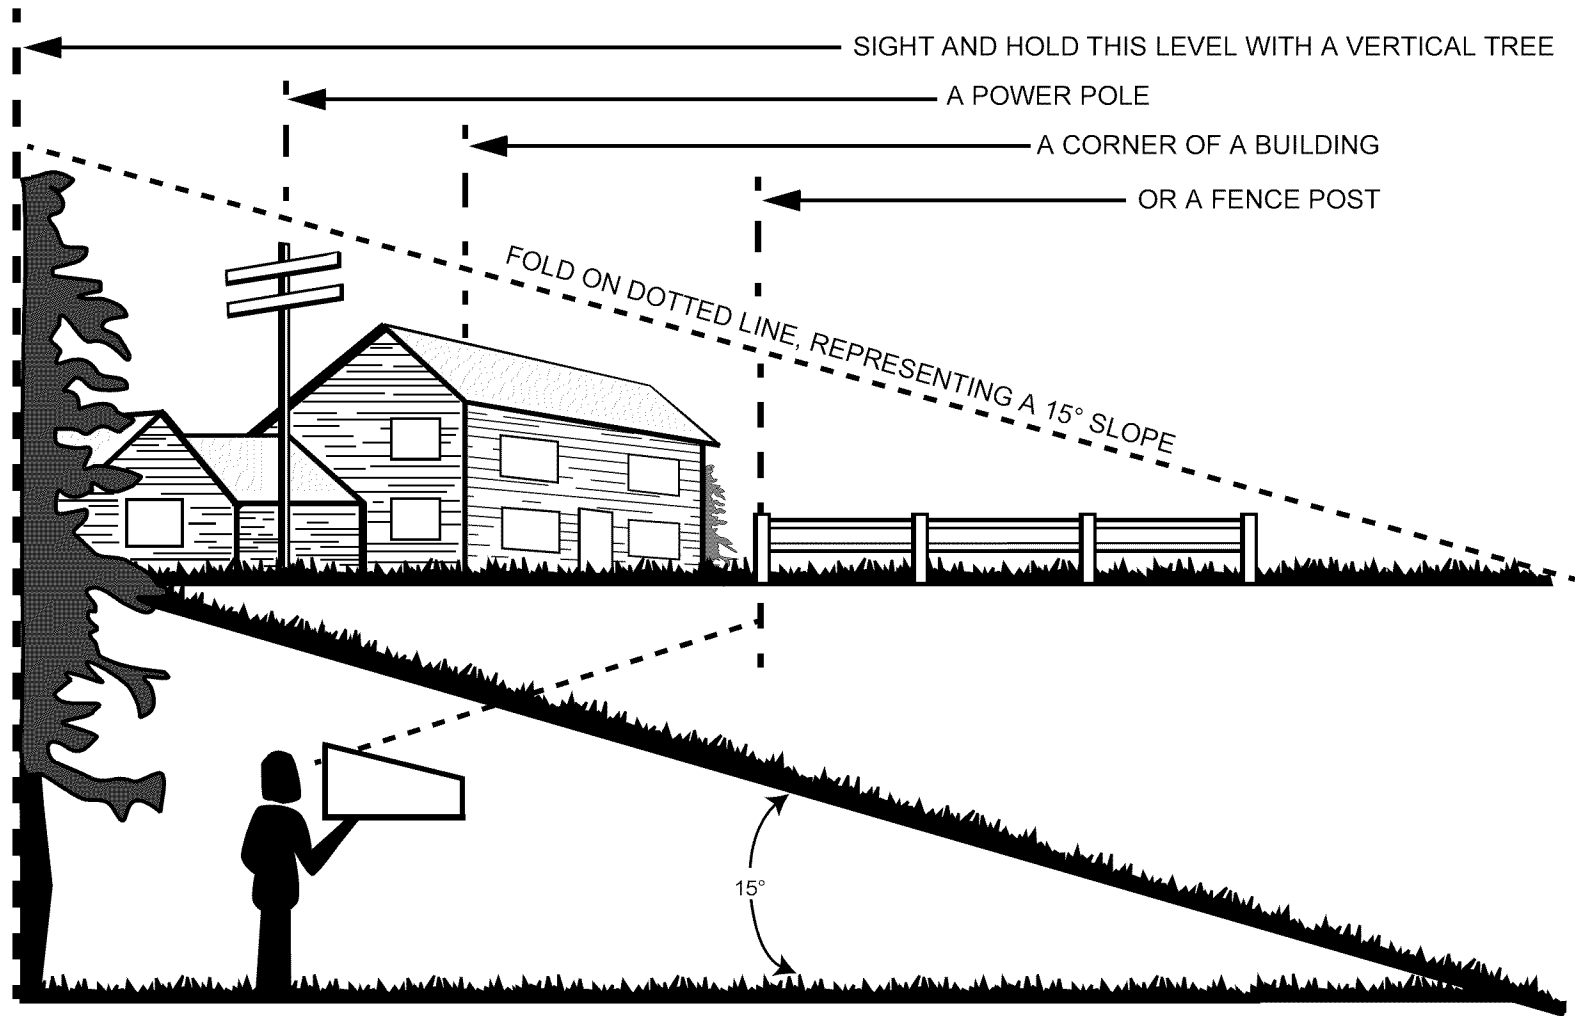 SIGHT AND HOLD THIS LEVEL WITH A VERTICAL TREE
A POWER POLE
A CORNER OF A BUILDING
OR A FENCE POST
FOLD ON DOTTED LINE, REPRESENTING A 15° SLOPE
15°